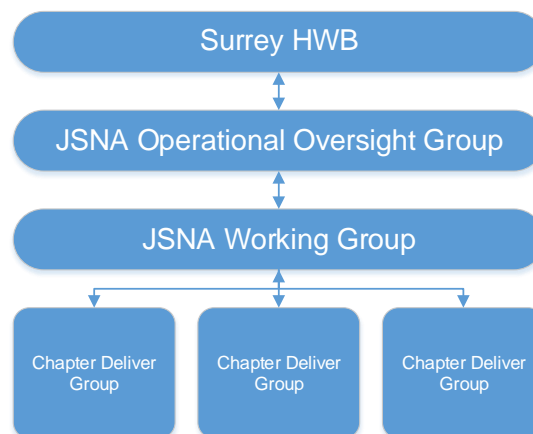 Surrey HWB
JSNA Operational Oversight Group
JSNA Working Group
Chapter Deliver
Group
Chapter Deliver
Group
Chapter Deliver
Group